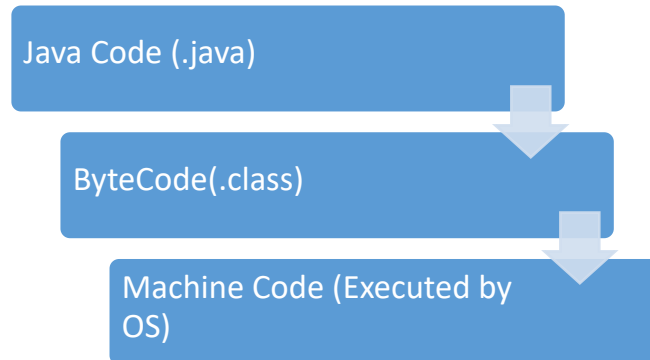 Java Code (.java)
ByteCode(.class)
Machine Code (Executed by
OS)